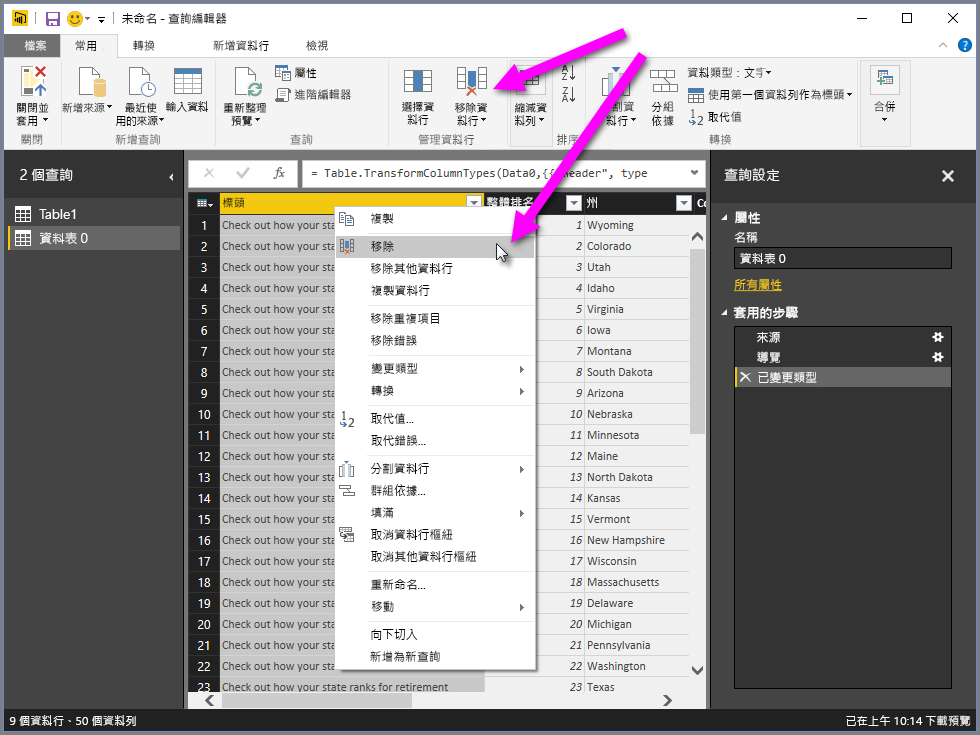 未命名 - 查詢編輯器
檔案 常用 轉換 新增資料行 檢視
關閉並套用
關閉
新增來源
最近使用的來源
輸入資料
新增查詢
重新整理預覽
屬性
進階編輯器
查詢
選擇資料行
移除資料行
管理資料行
縮減資料列
排序
分組依據
資料類型：文字
使用第一個資料列作為標頭
取代值
轉換
合併
2 個查詢
Table1
資料表 0
fx
= Table.TransformColumnTypes(Data0,{{"Header", type
標頭 整體排名 州 Co
1 Check out how your sta 1 Wyoming
2 Check out how your sta 2 Colorado
3 Check out how your sta 3 Utah
4 Check out how your sta 4 Idaho
5 Check out how your sta 5 Virginia
6 Check out how your sta 6 Iowa
7 Check out how your sta 7 Montana
8 Check out how your sta 8 South Dakota
9 Check out how your sta 9 Arizona
10 Check out how your sta 10 Nebraska
11 Check out how your sta 11 Minnesota
12 Check out how your sta 12 Maine
13 Check out how your sta 13 North Dakota
14 Check out how your sta 14 Kansas
15 Check out how your sta 15 Vermont
16 Check out how your sta 16 New Hampshire
17 Check out how your sta 17 Wisconsin
18 Check out how your sta 18 Massachusetts
19 Check out how your sta 19 Delaware
20 Check out how your sta 20 Michigan
21 Check out how your sta 21 Pennsylvania
22 Check out how your sta 22 Washington
23 Check out how your state ranks for retirement 23 Texas
複製
移除
移除其他資料行
複製資料行
移除重複項目
移除錯誤
變更類型
轉換
取代值...
取代錯誤...
分割資料行
群組依據...
填滿
取消資料行樞紐
取消其他資料行樞紐
重新命名...
移動
向下切入
新增為新查詢
查詢設定
屬性
名稱
資料表 0
所有屬性
套用的步驟
來源
導覽
已變更類型
9 個資料行、50 個資料列
已在上午 10:14 下載預覽